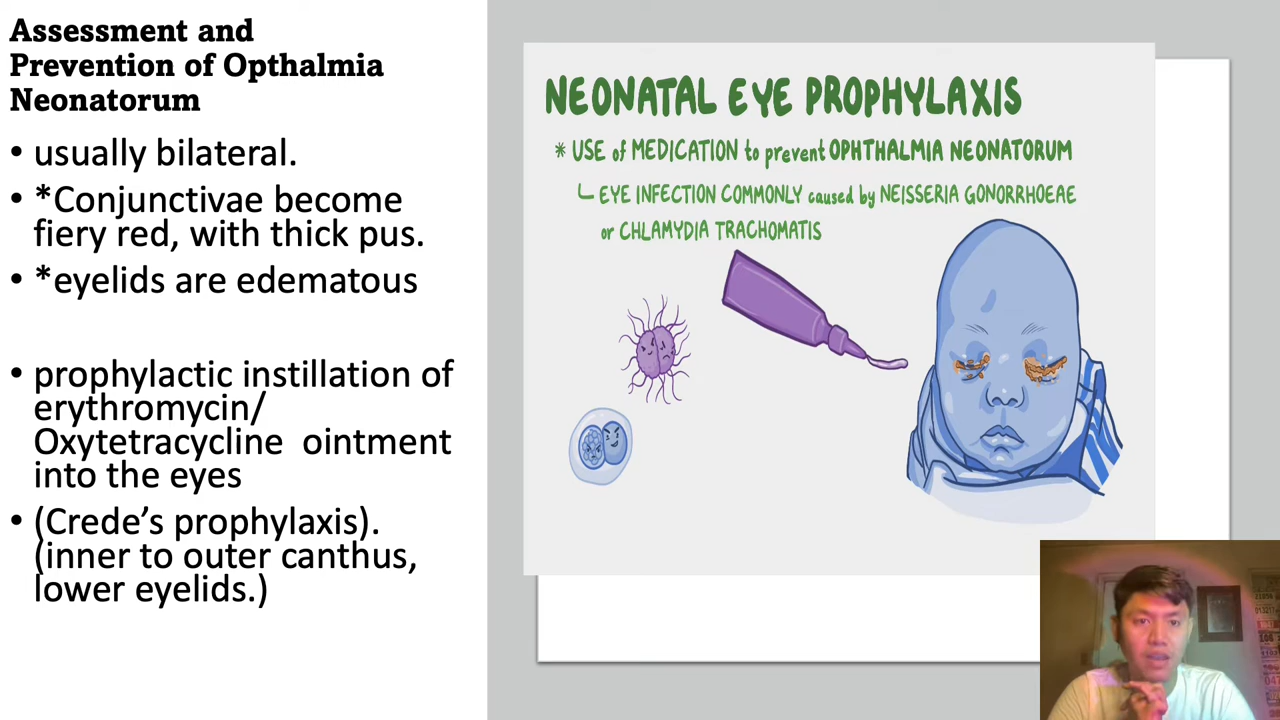 Assessment and
Prevention of Opthalmia
Neonatorum
• usually bilateral.
• *Conjunctivae become
fiery red, with thick pus.
• *eyelids are edematous
• prophylactic instillation of
erythromycin/
Oxytetracycline ointment
into the eyes
• (Crede’s prophylaxis).
(inner to outer canthus,
lower eyelids.)
NEONATAL EYE PROPHYLAXIS
* USE of MEDICATION to prevent OPHTHALMIA NEONATORUM
EYE INFECTION COMMONLY caused by NEISSERIA GONORRHOEAE
or CHLAMYDIA TRACHOMATIS